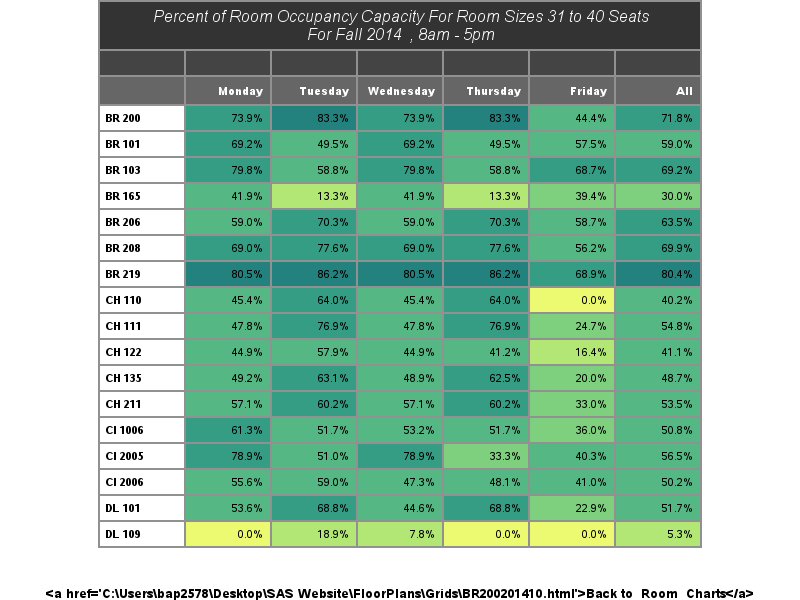 Percent of Room Occupancy Capacity For Room Sizes 31 to 40 Seats
For Fall 2014 , 8am - 5pm
Monday Tuesday Wednesday Thursday Friday All
BR 200 73.9% 83.3% 73.9% 83.3% 44.4% 71.8%
BR 101 69.2% 49.5% 69.2% 49.5% 57.5% 59.0%
BR 103 79.8% 58.8% 79.8% 58.8% 68.7% 69.2%
BR 165 41.9% 13.3% 41.9% 13.3% 39.4% 30.0%
BR 206 59.0% 70.3% 59.0% 70.3% 58.7% 63.5%
BR 208 69.0% 77.6% 69.0% 77.6% 56.2% 69.9%
BR 219 80.5% 86.2% 80.5% 86.2% 68.9% 80.4%
CH 110 45.4% 64.0% 45.4% 64.0% 0.0% 40.2%
CH 111 47.8% 76.9% 47.8% 76.9% 24.7% 54.8%
CH 122 44.9% 57.9% 44.9% 41.2% 16.4% 41.1%
CH 135 49.2% 63.1% 48.9% 62.5% 20.0% 48.7%
CH 211 57.1% 60.2% 57.1% 60.2% 33.0% 53.5%
CI 1006 61.3% 51.7% 53.2% 51.7% 36.0% 50.8%
CI 2005 78.9% 51.0% 78.9% 33.3% 40.3% 56.5%
CI 2006 55.6% 59.0% 47.3% 48.1% 41.0% 50.2%
DL 101 53.6% 68.8% 44.6% 68.8% 22.9% 51.7%
DL 109 0.0% 18.9% 7.8% 0.0% 0.0% 5.3%
<a href='C:\Users\bap2578\Desktop\SAS Website\FloorPlans\Grids\BR200201410.html'>Back to Room Charts</a>